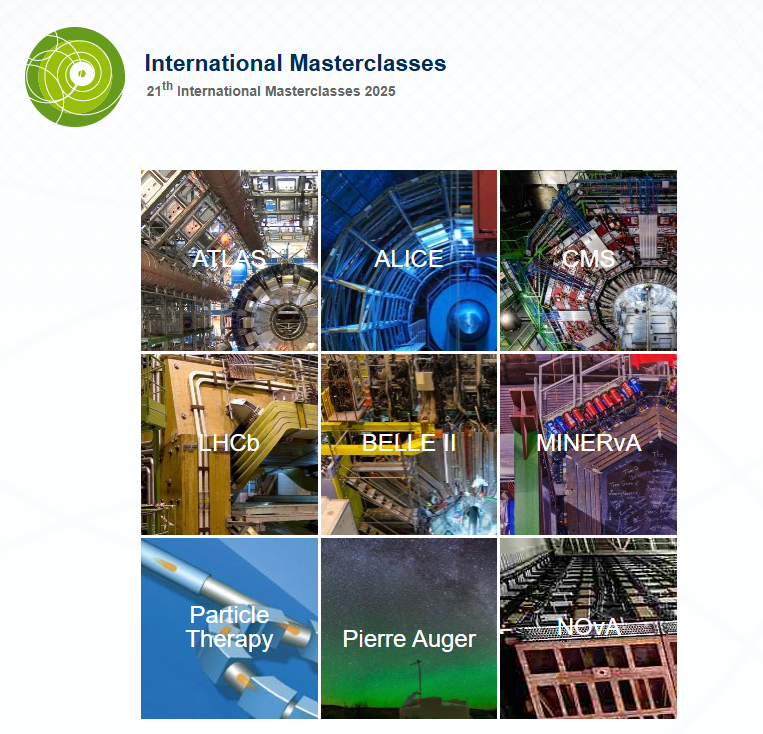 International Masterclasses
21th International Masterclasses 2025
ATLAS
ALICE
CMS
LHCb
BELLE II
MINERvA
Particle
Therapy
Pierre Auger
NOvA